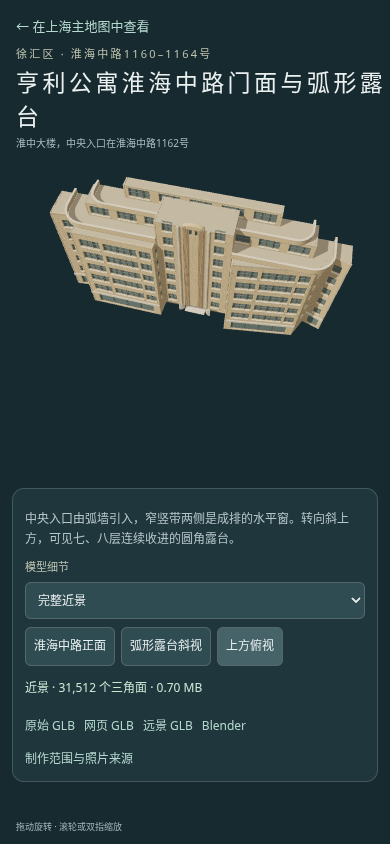 ← 在上海主地图中查看
徐汇区 · 淮海中路1160–1164号
亨利公寓淮海中路门面与弧形露
台
淮中大楼，中央入口在淮海中路1162号
中央入口由弧墙引入，窄竖带两侧是成排的水平窗。转向斜上
方，可见七、八层连续收进的圆角露台。
模型细节
完整近景
淮海中路正面 弧形露台斜视 上方俯视
近景 · 31,512 个三角面 · 0.70 MB
原始 GLB 网页 GLB 远景 GLB Blender
制作范围与照片来源
拖动旋转 · 滚轮或双指缩放